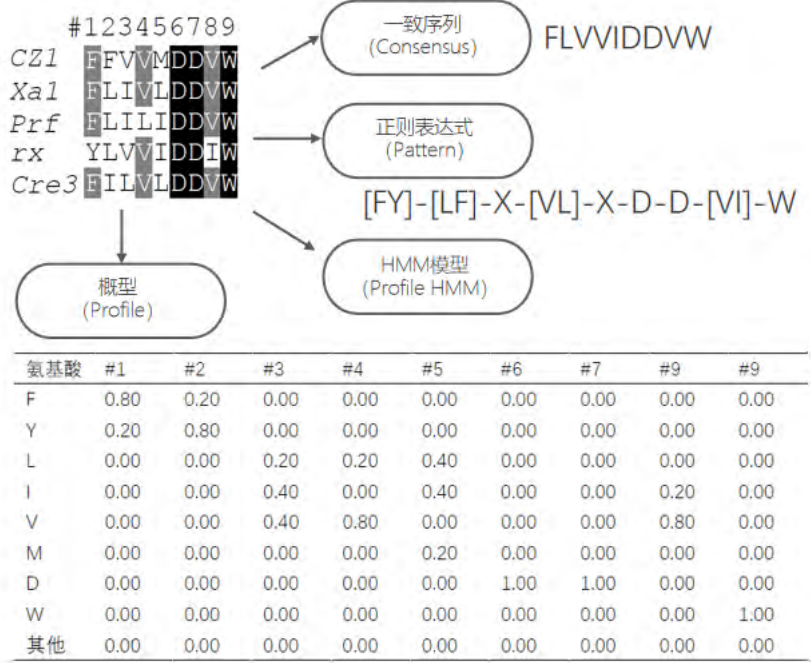 #123456789
CZ1 FFVVMDDVW
Xa1 FLIVLDDVW
Prf FLILIDDVW
rx YLVVIDDIW
Cre3 FILVLDDVW
一致序列
(Consensus)
FLVVIDDVW
正则表达式
(Pattern)
[FY]-[LF]-X-[VL]-X-D-D-[VI]-W
HMM模型
(Profile HMM)
概型
(Profile)
氨基酸 #1 #2 #3 #4 #5 #6 #7 #9 #9
F 0.80 0.20 0.00 0.00 0.00 0.00 0.00 0.00 0.00
Y 0.20 0.80 0.00 0.00 0.00 0.00 0.00 0.00 0.00
L 0.00 0.00 0.20 0.20 0.40 0.00 0.00 0.00 0.00
I 0.00 0.00 0.40 0.00 0.40 0.00 0.00 0.20 0.00
V 0.00 0.00 0.40 0.80 0.00 0.00 0.00 0.80 0.00
M 0.00 0.00 0.00 0.00 0.20 0.00 0.00 0.00 0.00
D 0.00 0.00 0.00 0.00 0.00 1.00 1.00 0.00 0.00
W 0.00 0.00 0.00 0.00 0.00 0.00 0.00 0.00 1.00
其他 0.00 0.00 0.00 0.00 0.00 0.00 0.00 0.00 0.00